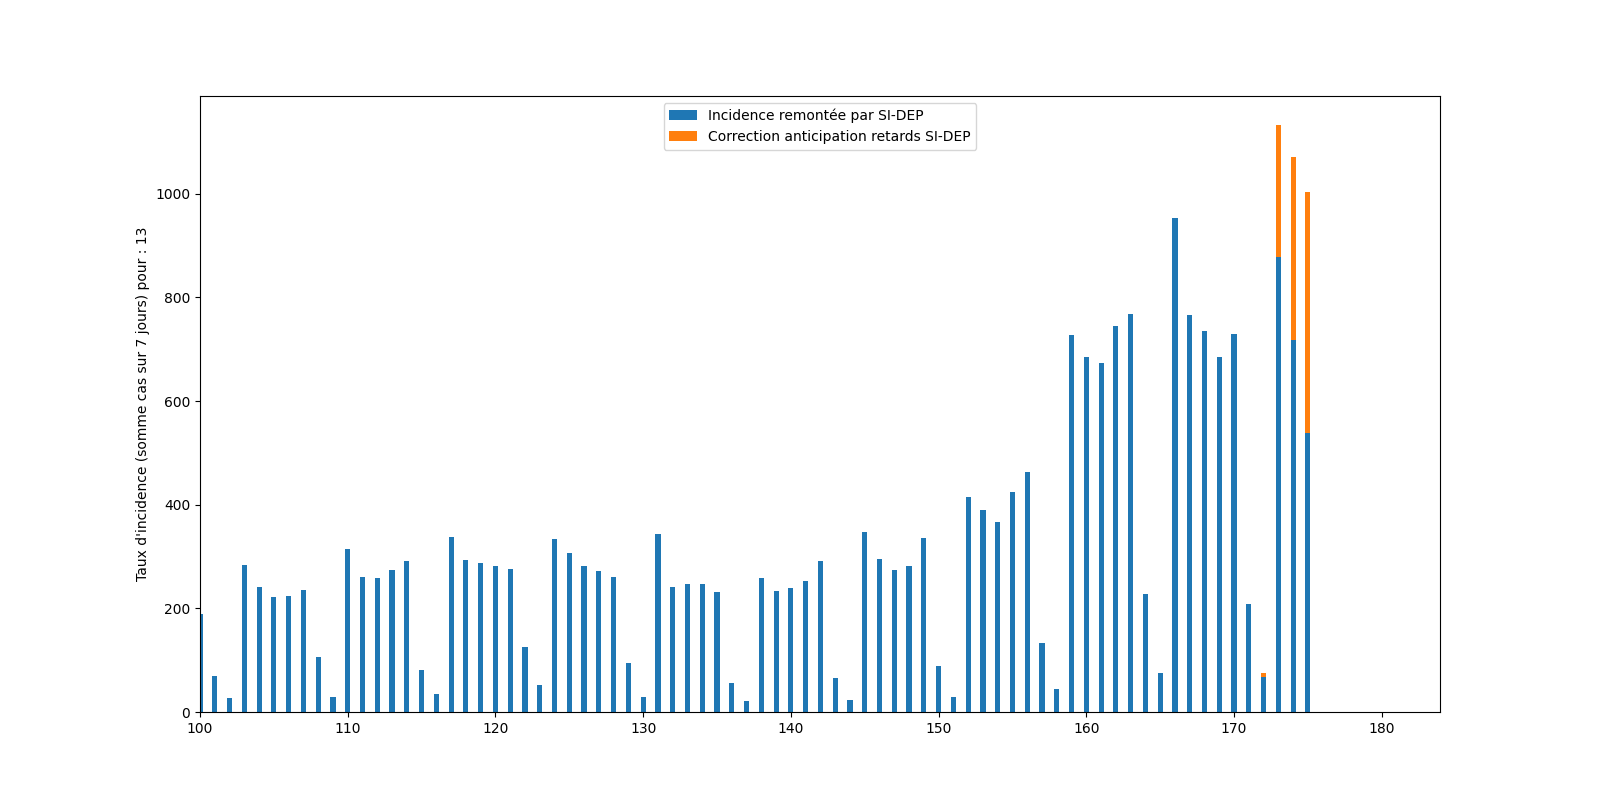 Incidence remontée par SI-DEP
Correction anticipation retards SI-DEP
Taux d'incidence (somme cas sur 7 jours) pour : 13
1000
800
600
400
200
0
100 110 120 130 140 150 160 170 180